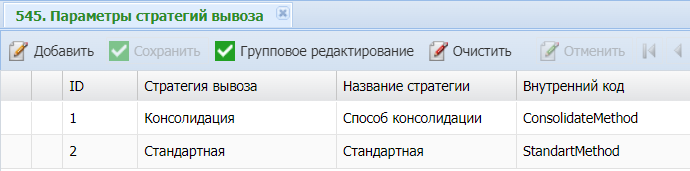 545. Параметры стратегий вывоза
Добавить Сохранить Групповое редактирование Очистить Отменить
ID Стратегия вывоза Название стратегии Внутренний код
1 Консолидация Способ консолидации ConsolidateMethod
2 Стандартная Стандартная StandartMethod